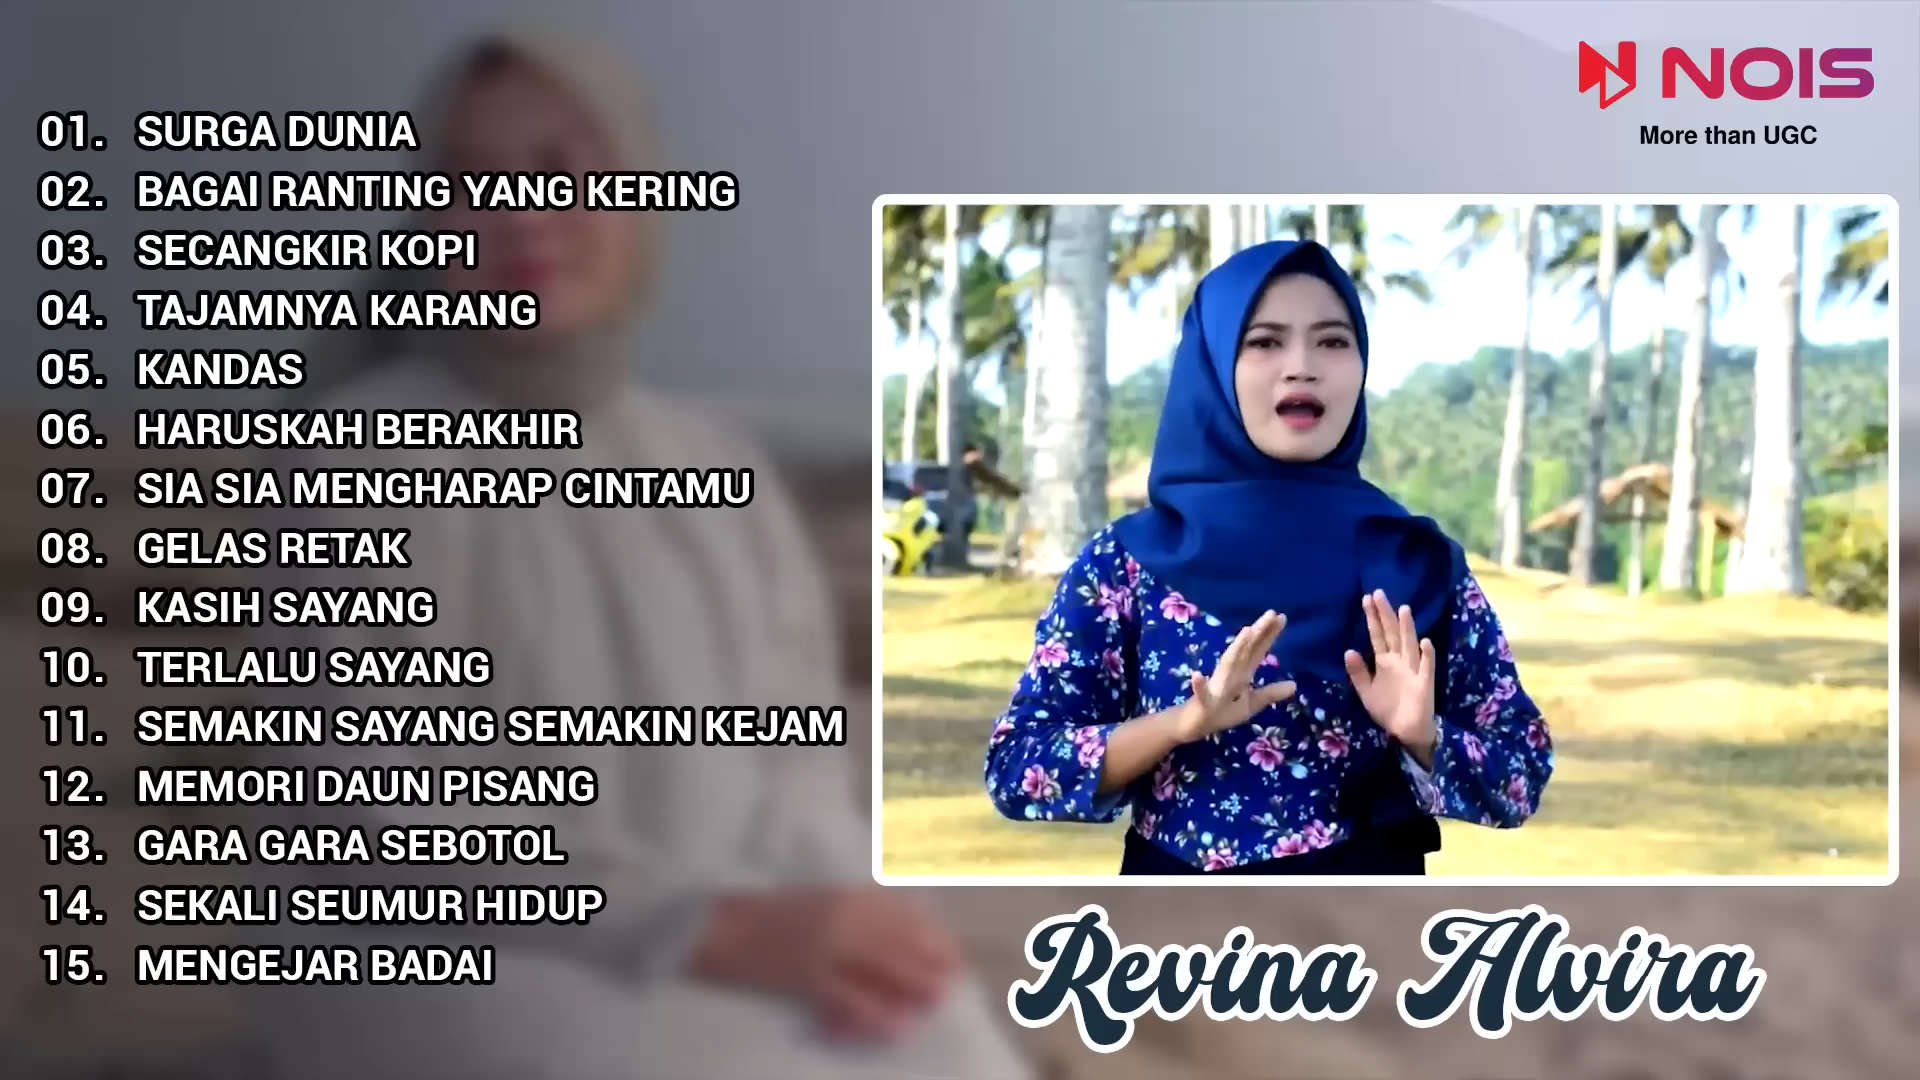 01. SURGA DUNIA
02. BAGAI RANTING YANG KERING
03. SECANGKIR KOPI
04. TAJAMNYA KARANG
05. KANDAS
06. HARUSKAH BERAKHIR
07. SIA SIA MENGHARAP CINTAMU
08. GELAS RETAK
09. KASIH SAYANG
10. TERLALU SAYANG
11. SEMAKIN SAYANG SEMAKIN KEJAM
12. MEMORI DAUN PISANG
13. GARA GARA SEBOTOL
14. SEKALI SEUMUR HIDUP
15. MENGEJAR BADAI
NOIS
More than UGC
Revina Alvira